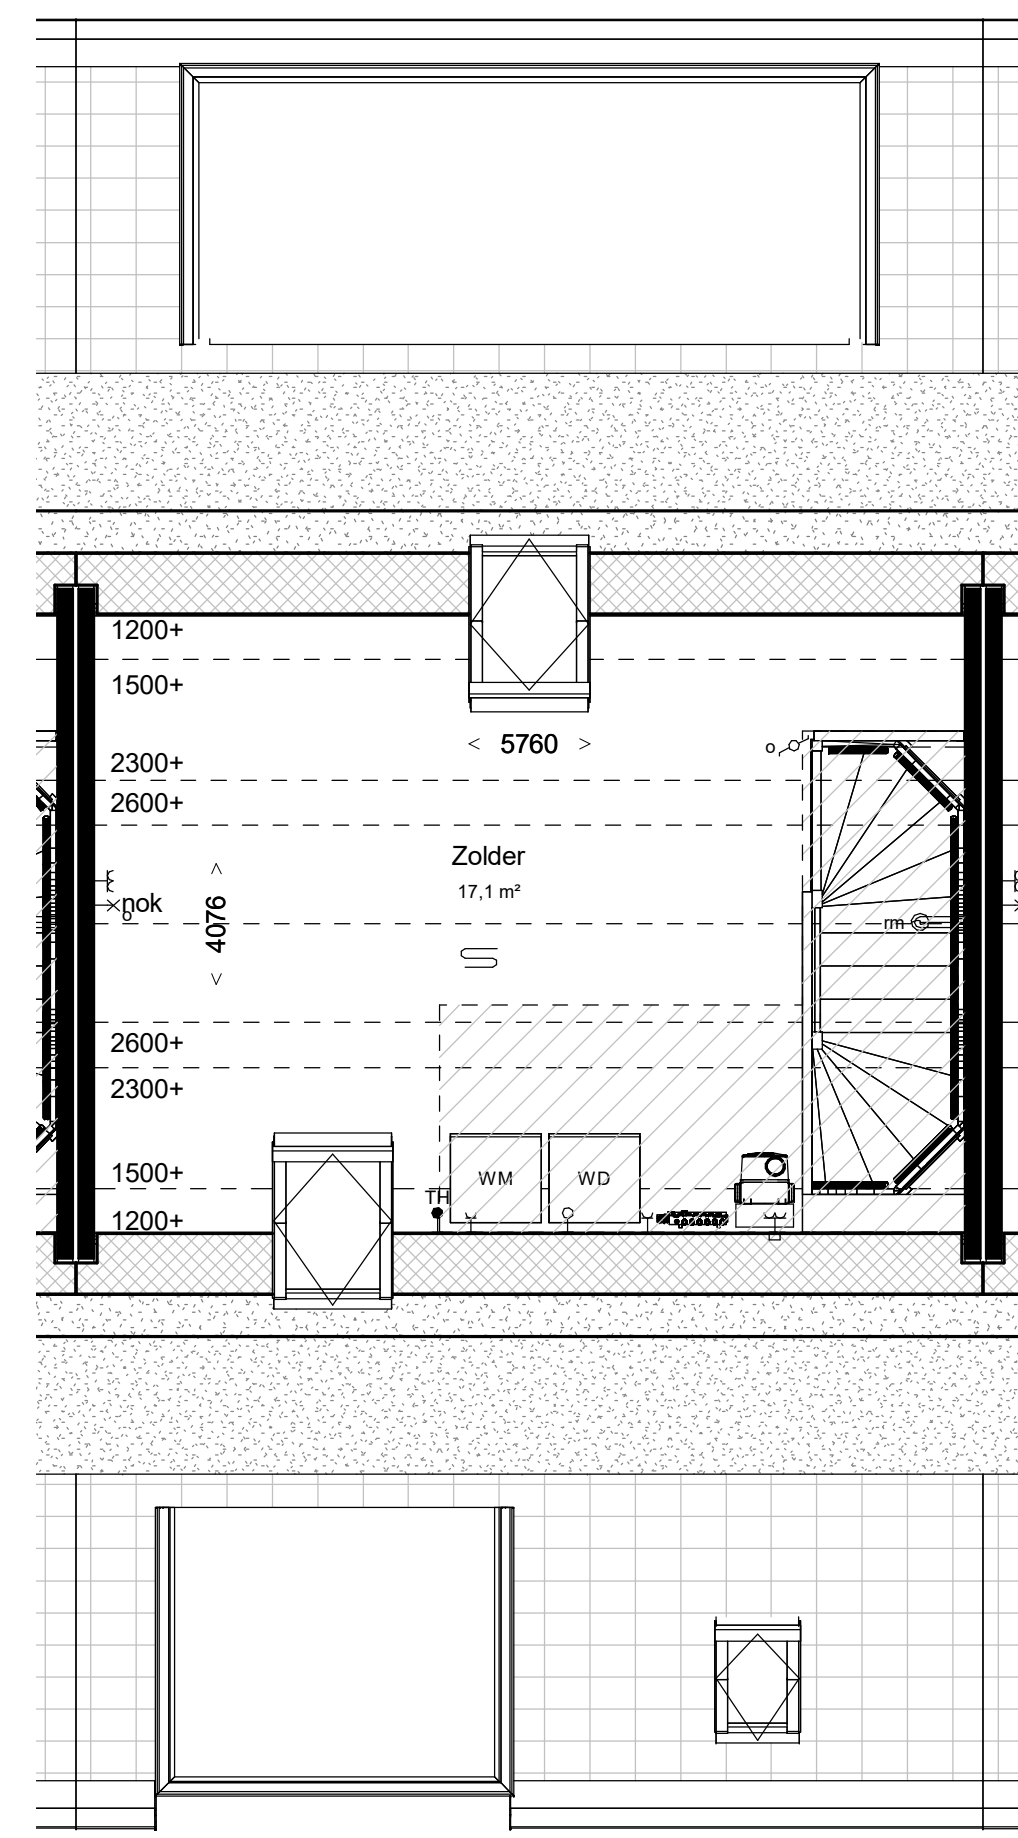 1200+
1500+
< 5760 >
o
2300+
2600+
Zolder
17,1 m²
nok
o
< 4076 >
rm
2600+
2300+
1500+
WM
WD
TH
1200+